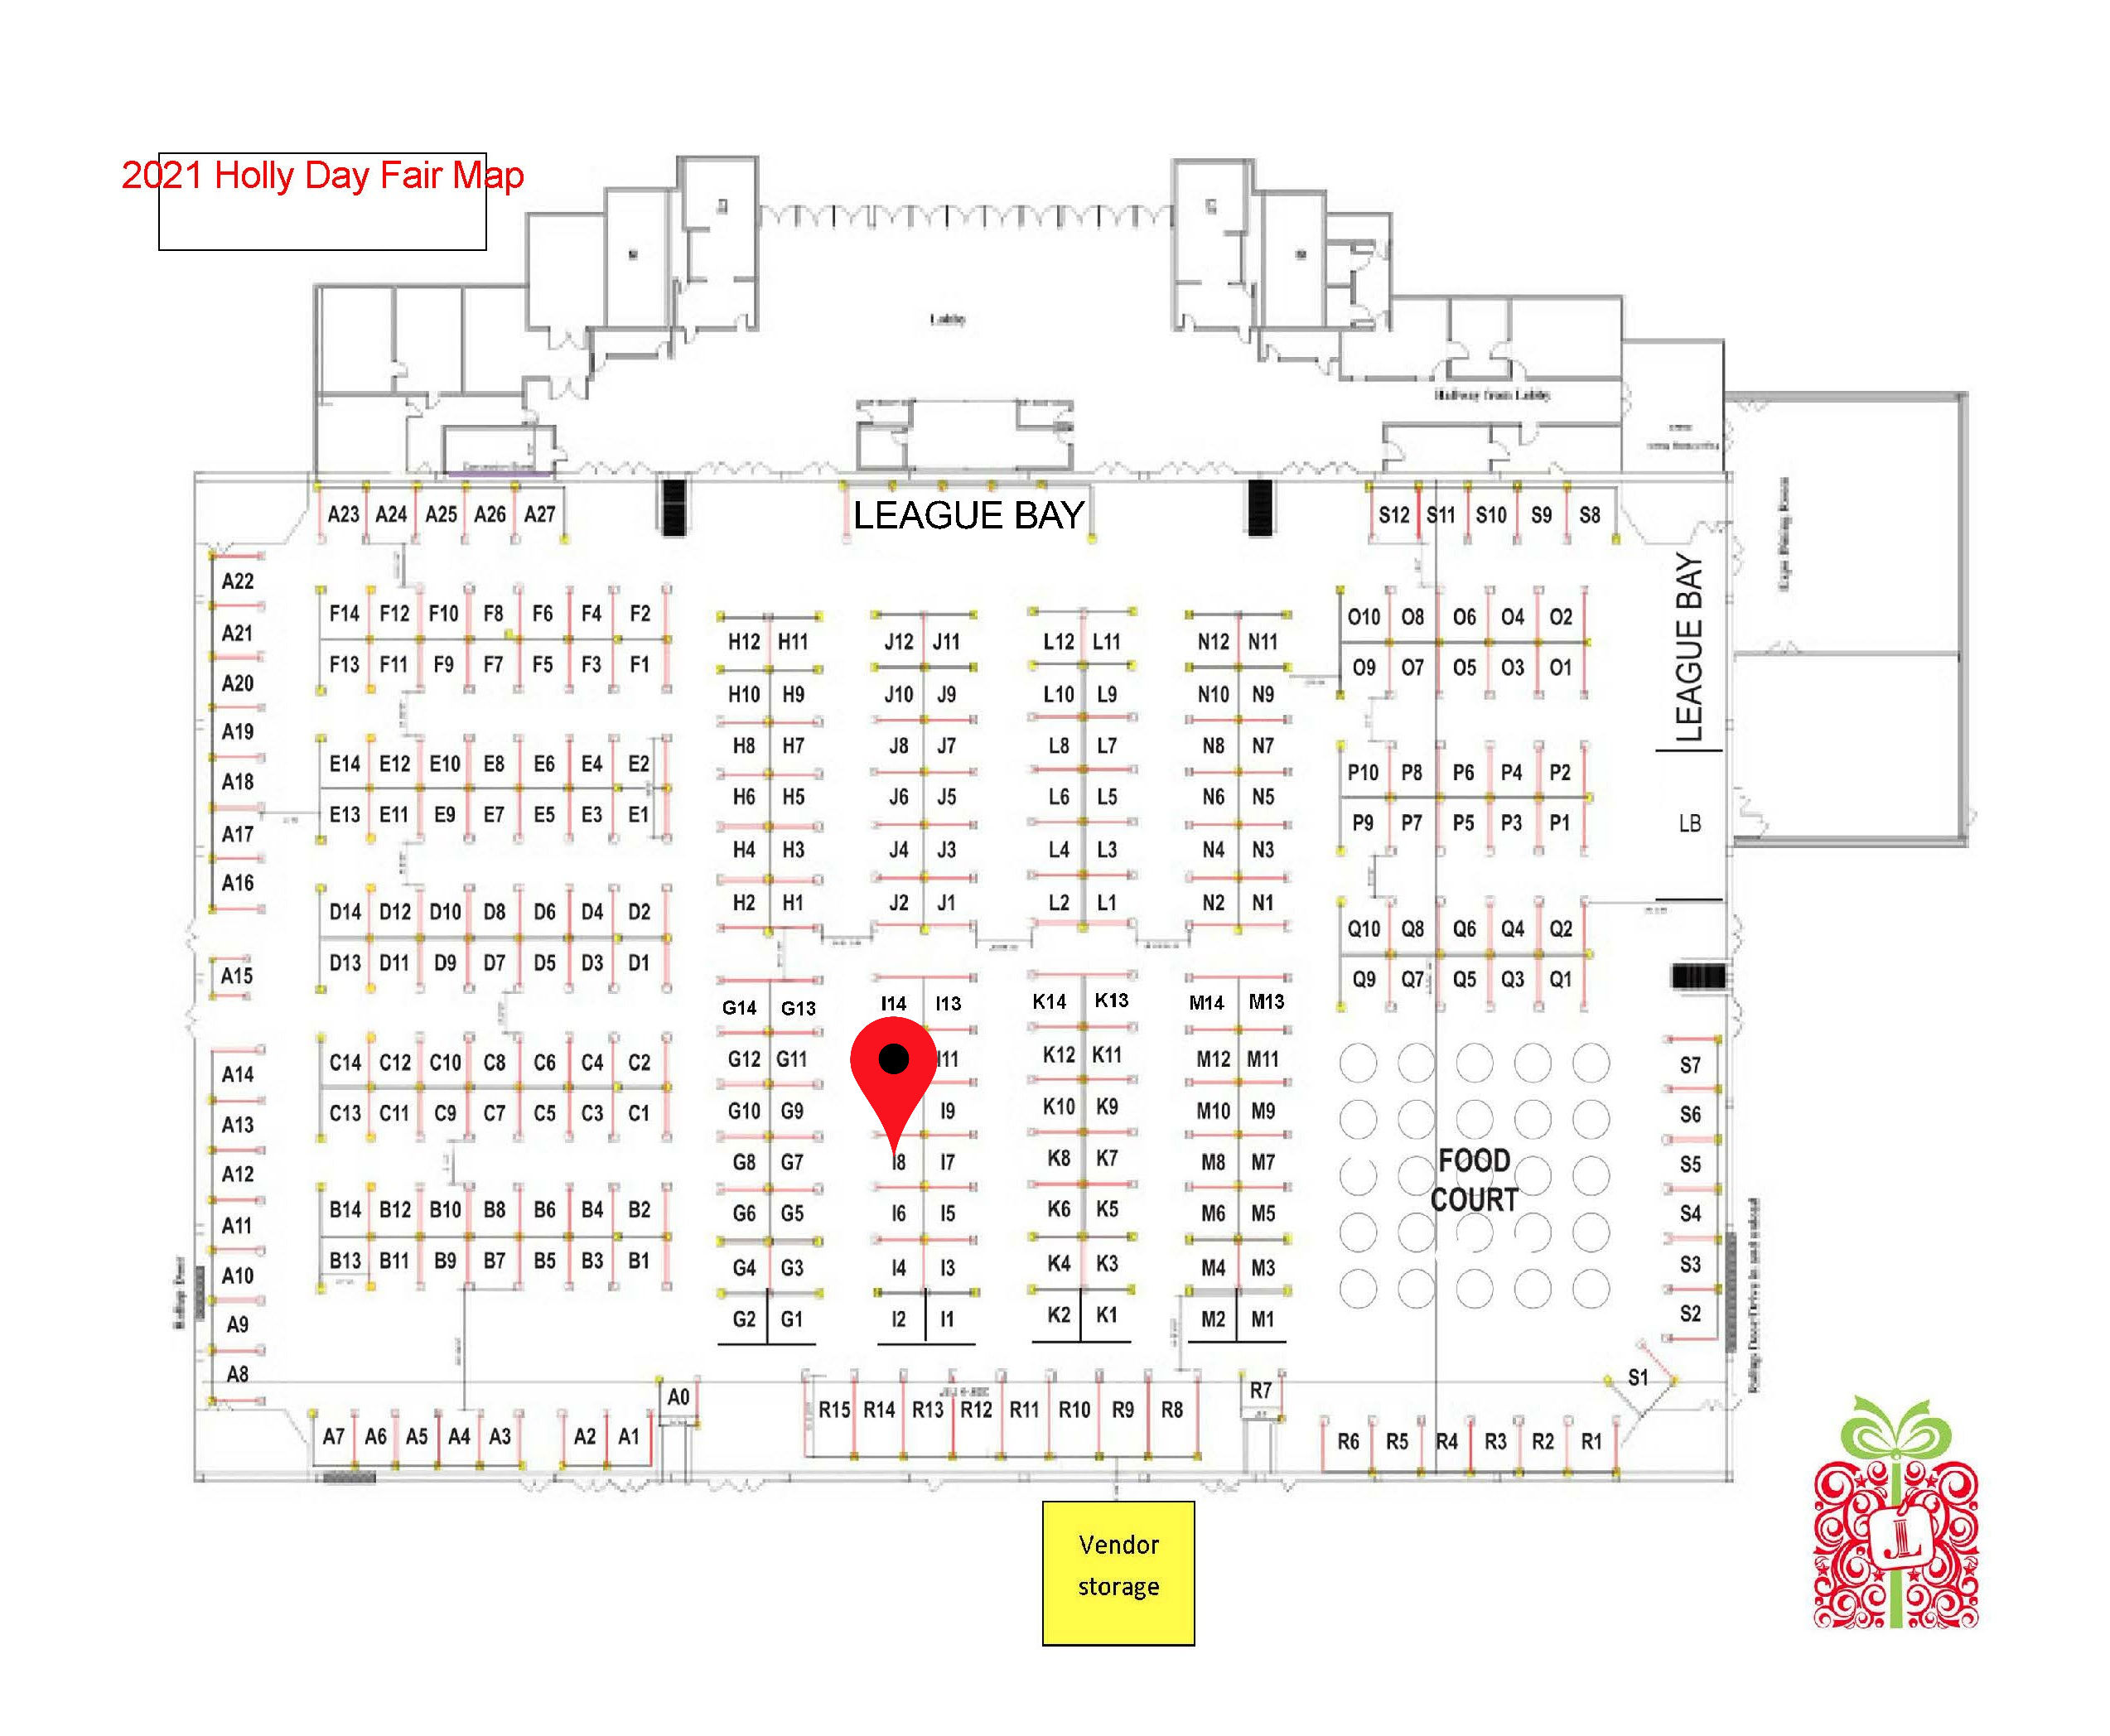 2021 Holly Day Fair Map
Lobby
Hallway from Lobby
LEAGUE BAY
A23 A24 A25 A26 A27
S12 S11 S10 S9 S8
A22
A21
A20
A19
A18
A17
A16
A15
A14
A13
A12
A11
A10
A9
A8
F14 F12 F10 F8 F6 F4 F2
F13 F11 F9 F7 F5 F3 F1
E14 E12 E10 E8 E6 E4 E2
E13 E11 E9 E7 E5 E3 E1
D14 D12 D10 D8 D6 D4 D2
D13 D11 D9 D7 D5 D3 D1
C14 C12 C10 C8 C6 C4 C2
C13 C11 C9 C7 C5 C3 C1
B14 B12 B10 B8 B6 B4 B2
B13 B11 B9 B7 B5 B3 B1
H12 H11 J12 J11 L12 L11 N12 N11
H10 H9 J10 J9 L10 L9 N10 N9
H8 H7 J8 J7 L8 L7 N8 N7
H6 H5 J6 J5 L6 L5 N6 N5
H4 H3 J4 J3 L4 L3 N4 N3
H2 H1 J2 J1 L2 L1 N2 N1
G14 G13 I14 I13 K14 K13 M14 M13
G12 G11 I11 K12 K11 M12 M11
G10 G9 I9 K10 K9 M10 M9
G8 G7 I8 I7 K8 K7 M8 M7
G6 G5 I6 I5 K6 K5 M6 M5
G4 G3 I4 I3 K4 K3 M4 M3
G2 G1 I2 I1 K2 K1 M2 M1
O10 O8 O6 O4 O2
O9 O7 O5 O3 O1
P10 P8 P6 P4 P2
P9 P7 P5 P3 P1
Q10 Q8 Q6 Q4 Q2
Q9 Q7 Q5 Q3 Q1
LEAGUE BAY
LB
FOOD
COURT
S7
S6
S5
S4
S3
S2
S1
A7 A6 A5 A4 A3 A2 A1
A0
R15 R14 R13 R12 R11 R10 R9 R8
R7
R6 R5 R4 R3 R2 R1
Vendor
storage
JL